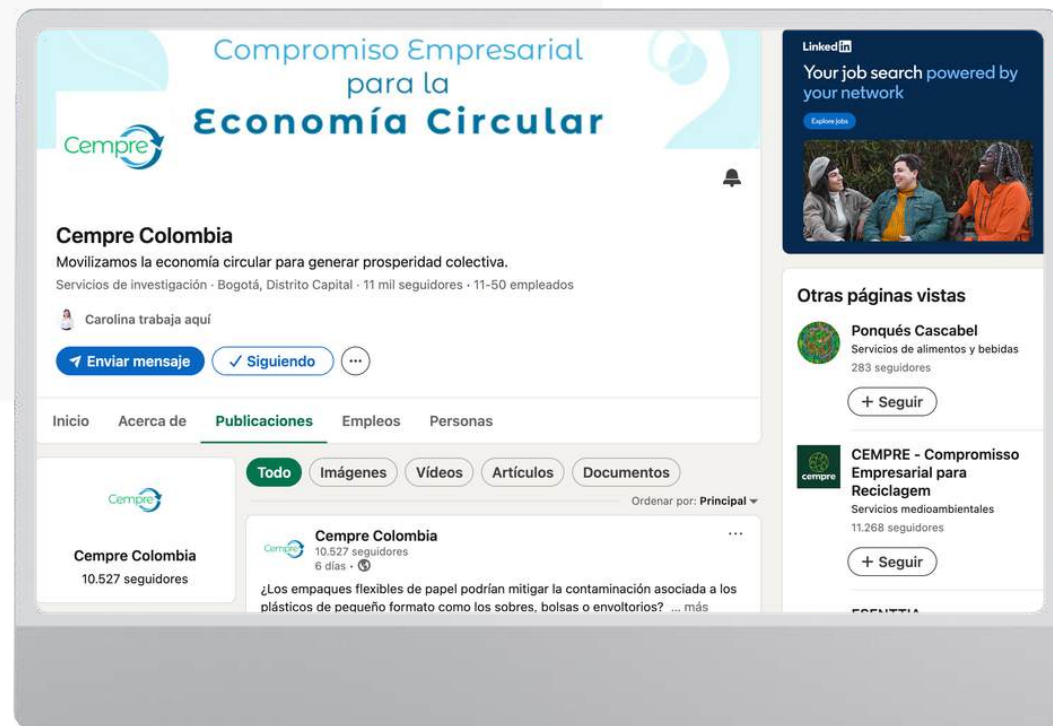 Compromiso Empresarial
para la
Economía Circular
Cempre
Cempre Colombia
Movilizamos la economía circular para generar prosperidad colectiva.
Servicios de investigación · Bogotá, Distrito Capital · 11 mil seguidores · 11-50 empleados
Carolina trabaja aquí
Enviar mensaje
Siguiendo
Inicio
Acerca de
Publicaciones
Empleos
Personas
Cempre
Cempre Colombia
10.527 seguidores
Todo
Imágenes
Vídeos
Artículos
Documentos
Ordenar por: Principal
Cempre
Cempre Colombia
10.527 seguidores
6 días •
¿Los empaques flexibles de papel podrían mitigar la contaminación asociada a los
plásticos de pequeño formato como los sobres, bolsas o envoltorios? ... más
Linked in
Your job search powered by
your network
Explore jobs
Otras páginas vistas
Ponqués Cascabel
Servicios de alimentos y bebidas
283 seguidores
+ Seguir
cempre
CEMPRE - Compromisso
Empresarial para
Reciclagem
Servicios medioambientales
11.268 seguidores
+ Seguir
ESENTTIA